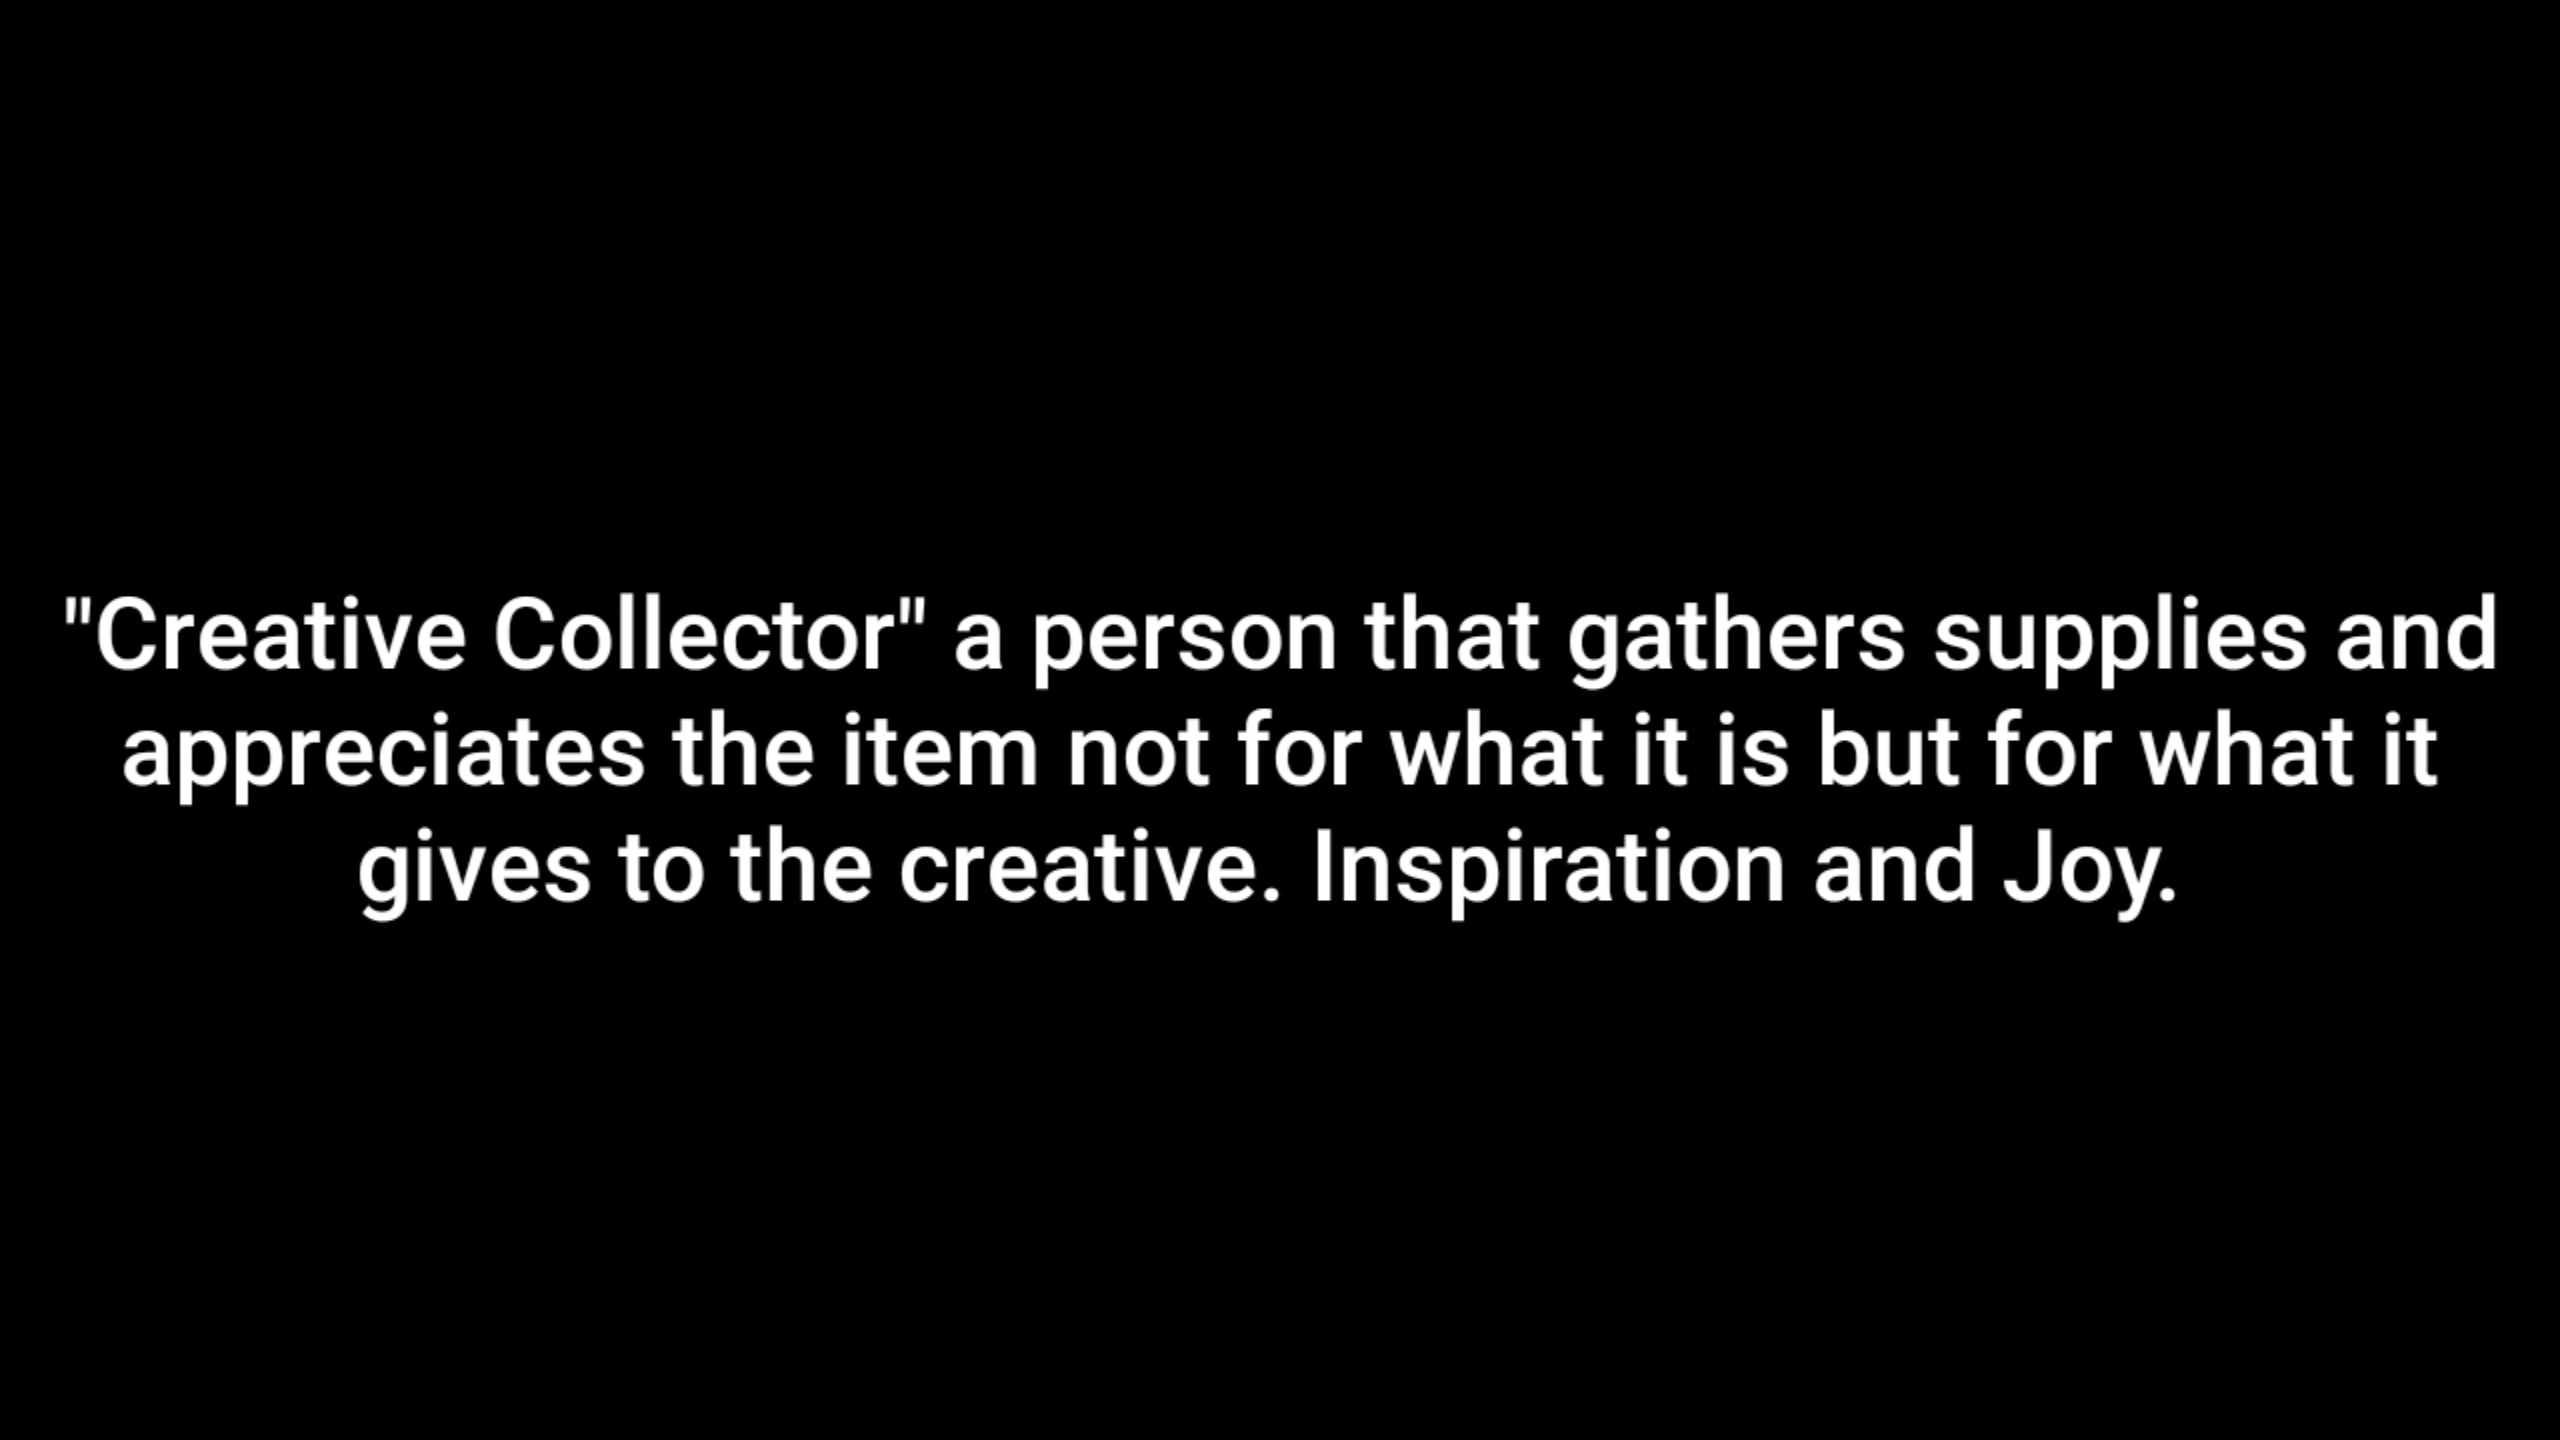 "Creative Collector" a person that gathers supplies and
appreciates the item not for what it is but for what it
gives to the creative. Inspiration and Joy.